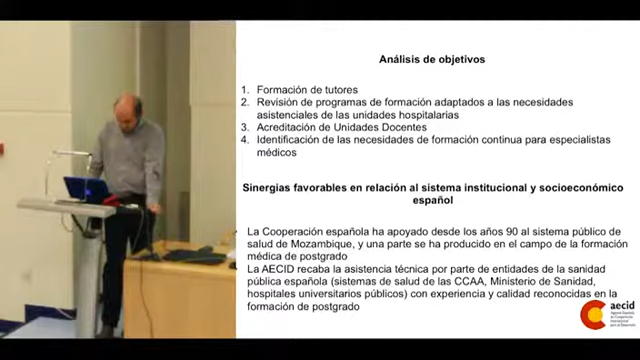 Análisis de objetivos
1. Formación de tutores
2. Revisión de programas de formación adaptados a las necesidades
asistenciales de las unidades hospitalarias
3. Acreditación de Unidades Docentes
4. Identificación de las necesidades de formación continua para especialistas
médicos
Sinergias favorables en relación al sistema institucional y socioeconómico
español
La Cooperación española ha apoyado desde los años 90 al sistema público de
salud de Mozambique, y una parte se ha producido en el campo de la formación
médica de postgrado
La AECID recaba la asistencia técnica por parte de entidades de la sanidad
pública española (sistemas de salud de las CCAA, Ministerio de Sanidad,
hospitales universitarios públicos) con experiencia y calidad reconocidas en la
formación de postgrado
aecid